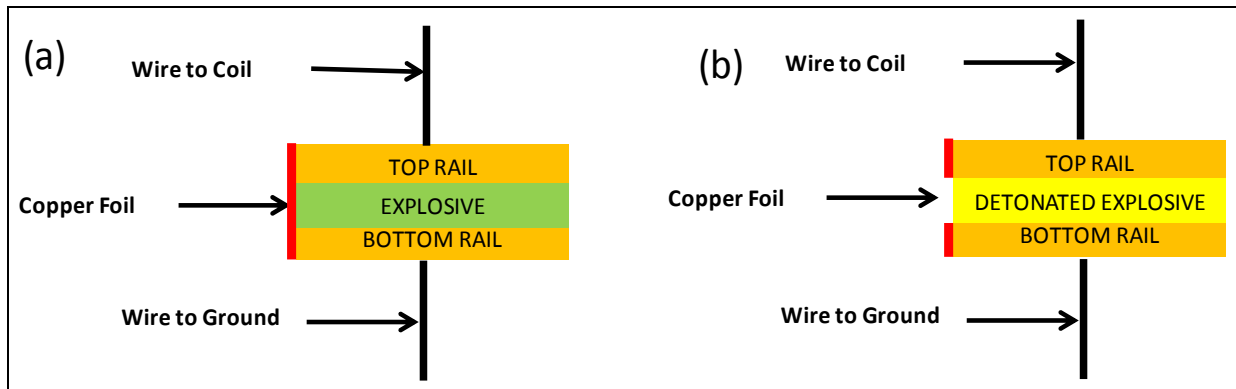 (a)
Wire to Coil
TOP RAIL
Copper Foil
EXPLOSIVE
BOTTOM RAIL
Wire to Ground
(b)
Wire to Coil
TOP RAIL
Copper Foil
DETONATED EXPLOSIVE
BOTTOM RAIL
Wire to Ground